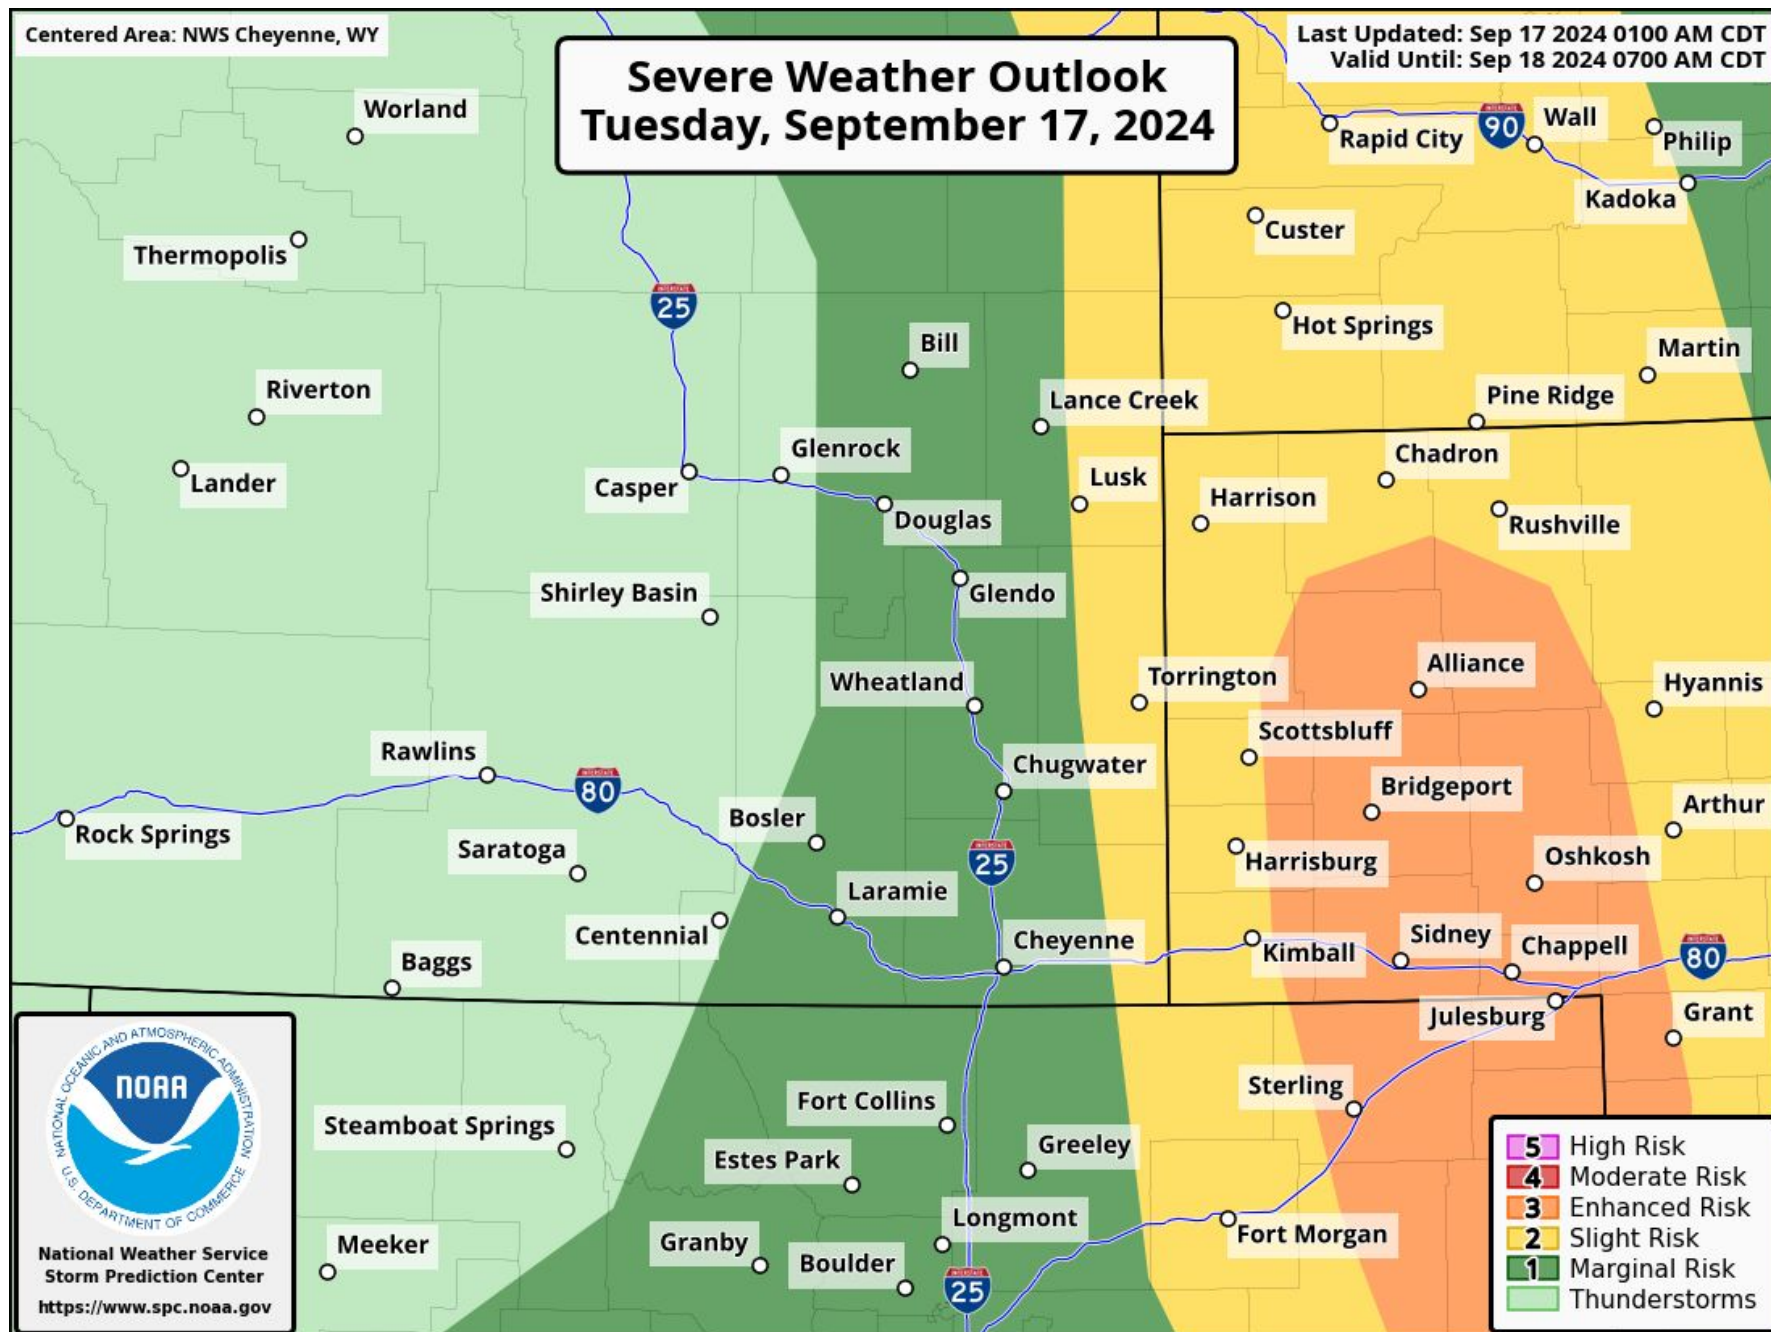 Centered Area: NWS Cheyenne, WY
Severe Weather Outlook
Tuesday, September 17, 2024
Last Updated: Sep 17 2024 0100 AM CDT
Valid Until: Sep 18 2024 0700 AM CDT
Worland
INTERSTATE
90
Wall
Rapid City
Philip
Kadoka
Custer
Thermopolis
INTERSTATE
25
Hot Springs
Bill
Martin
Riverton
Lance Creek
Pine Ridge
Glenrock
Chadron
Lander
Casper
Lusk
Harrison
Douglas
Rushville
Shirley Basin
Glendo
Wheatland
Torrington
Alliance
Hyannis
Scottsbluff
Rawlins
Chugwater
INTERSTATE
80
Bridgeport
Arthur
Rock Springs
Bosler
Saratoga
INTERSTATE
25
Harrisburg
Oshkosh
Laramie
Centennial
Cheyenne
Kimball
Sidney
Chappell
INTERSTATE
80
Baggs
Julesburg
Grant
Sterling
Fort Collins
Steamboat Springs
Estes Park
Greeley
Longmont
Fort Morgan
Meeker
Granby
Boulder
INTERSTATE
25
NATIONAL OCEANIC AND ATMOSPHERIC ADMINISTRATION
NOAA
U.S. DEPARTMENT OF COMMERCE
National Weather Service
Storm Prediction Center
https://www.spc.noaa.gov
5 High Risk
4 Moderate Risk
3 Enhanced Risk
2 Slight Risk
1 Marginal Risk
Thunderstorms